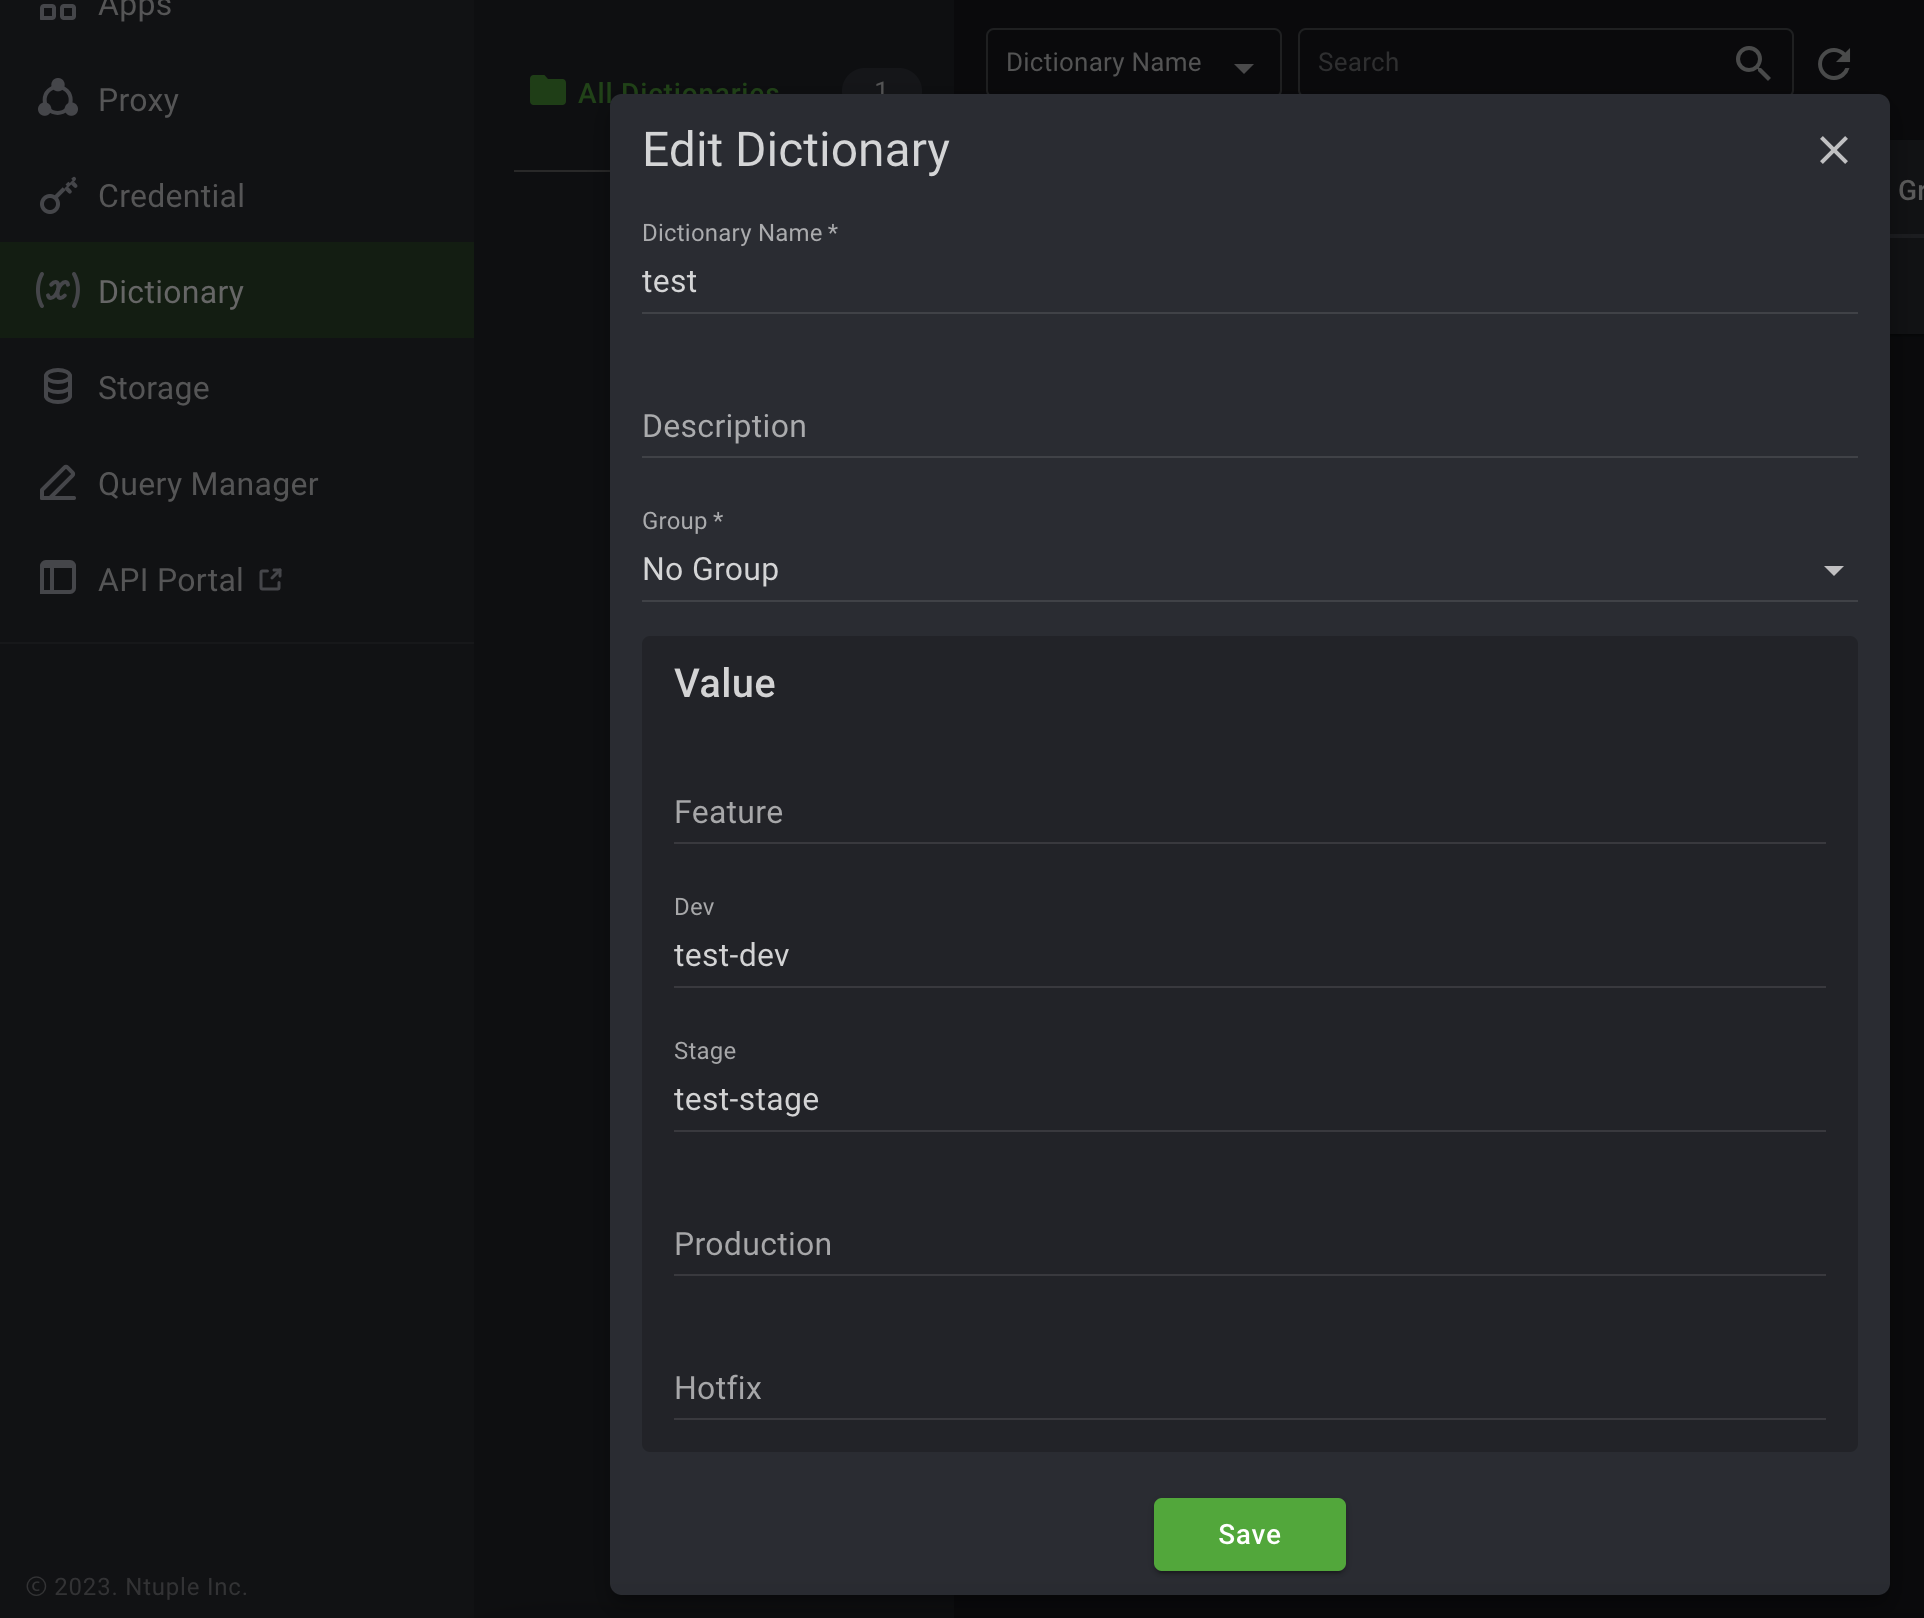 Apps
Proxy
Credential
Dictionary
Storage
Query Manager
API Portal
© 2023. Ntuple Inc.
All Dictionaries 1
Dictionary Name
Search
Edit Dictionary
Dictionary Name *
test
Description
Group *
No Group
Value
Feature
Dev
test-dev
Stage
test-stage
Production
Hotfix
Save